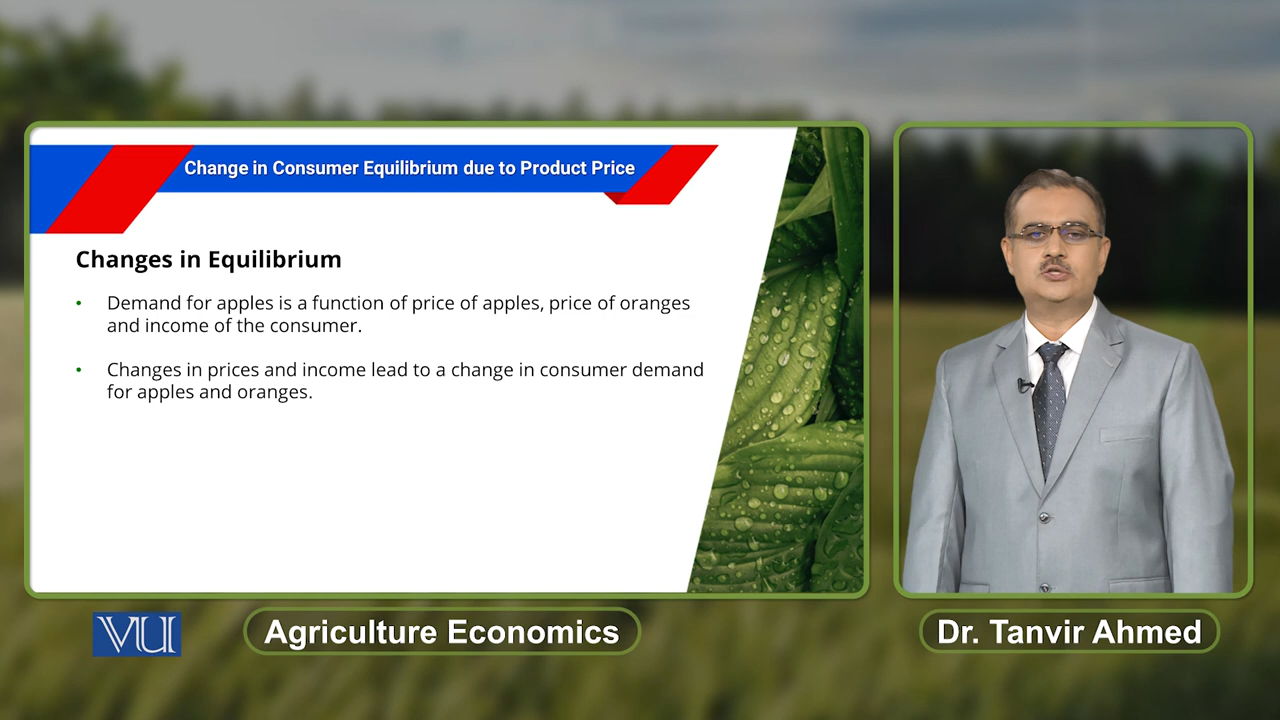 Change in Consumer Equilibrium due to Product Price
Changes in Equilibrium
• Demand for apples is a function of price of apples, price of oranges
and income of the consumer.
• Changes in prices and income lead to a change in consumer demand
for apples and oranges.
VU
Agriculture Economics
Dr. Tanvir Ahmed